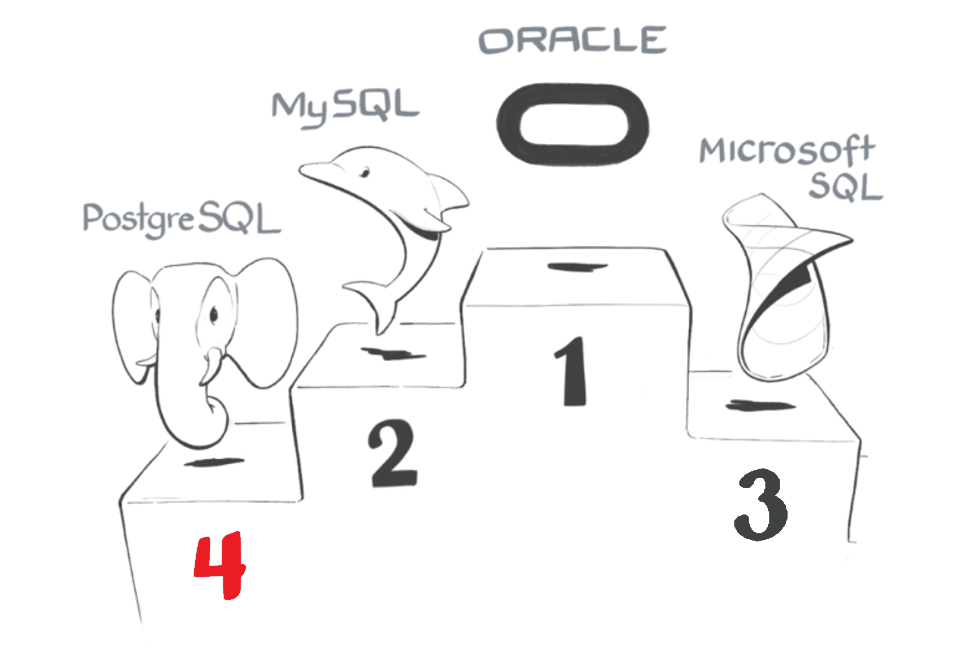 ORACLE
MySQL
Microsoft
SQL
PostgreSQL
1
2
3
4